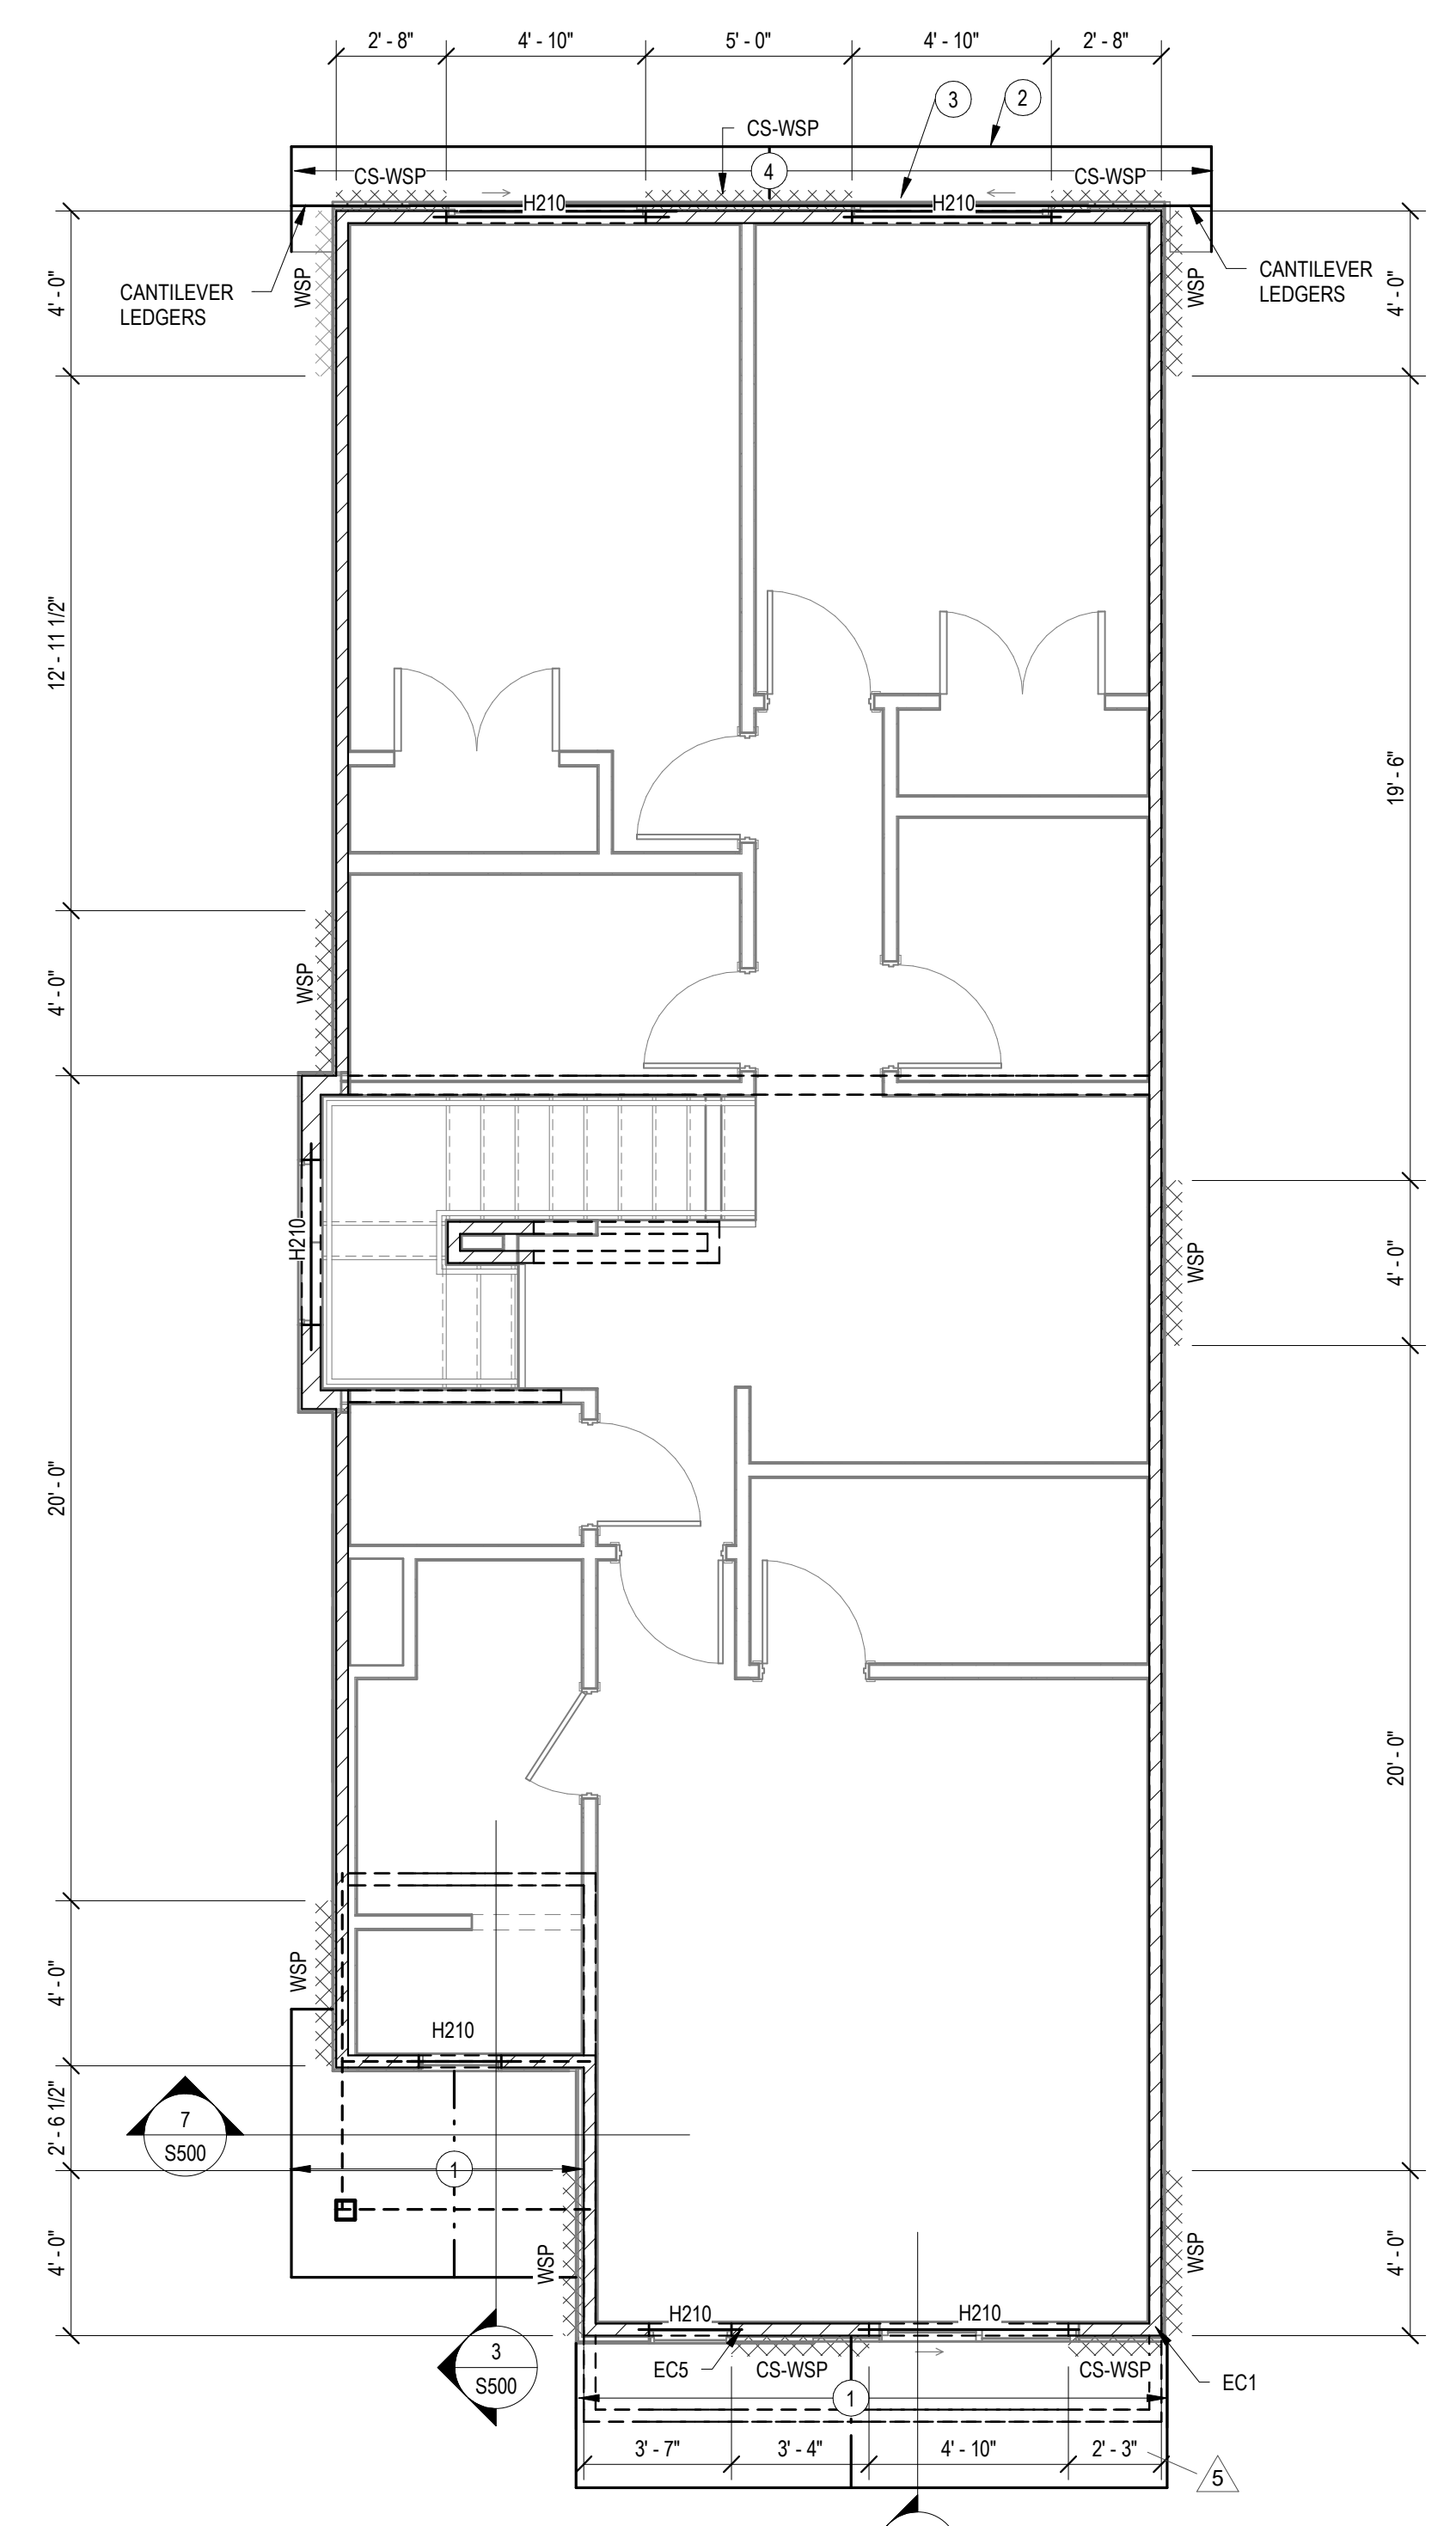 2' - 8"
4' - 10"
5' - 0"
4' - 10"
2' - 8"
3
2
CS-WSP
4
CS-WSP
CS-WSP
H210
H210
CANTILEVER
LEDGERS
WSP
WSP
CANTILEVER
LEDGERS
4' - 0"
4' - 0"
12' - 11 1/2"
19' - 6"
WSP
4' - 0"
H210
WSP
4' - 0"
20' - 0"
20' - 0"
WSP
4' - 0"
H210
7
S500
2' - 6 1/2"
1
4' - 0"
WSP
WSP
4' - 0"
H210
H210
3
S500
EC5
CS-WSP
CS-WSP
EC1
1
3' - 7"
3' - 4"
4' - 10"
2' - 3"
5